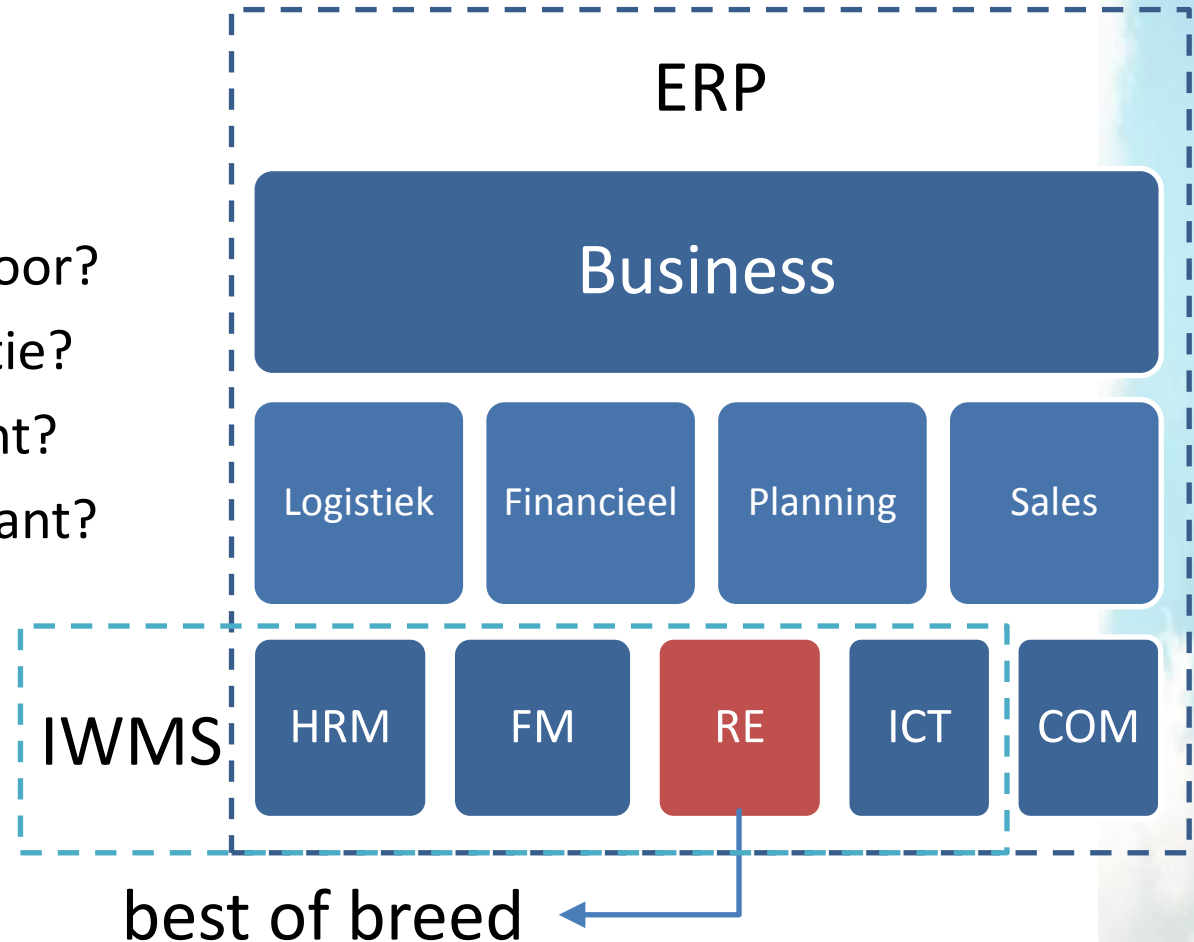 ERP
Business
oor?
tie?
nt?
ant?
Logistiek Financieel Planning Sales
IWMS HRM FM RE ICT COM
best of breed